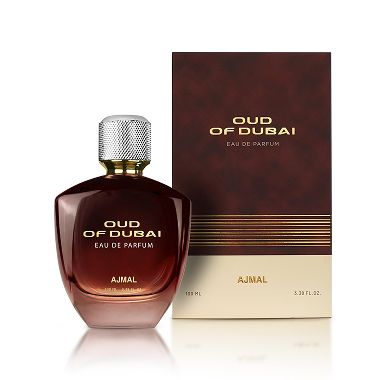 OUD
OF DUBAI
EAU DE PARFUM
AJMAL
100 ML 3.39 FL.OZ.
OUD
OF DUBAI
EAU DE PARFUM
AJMAL